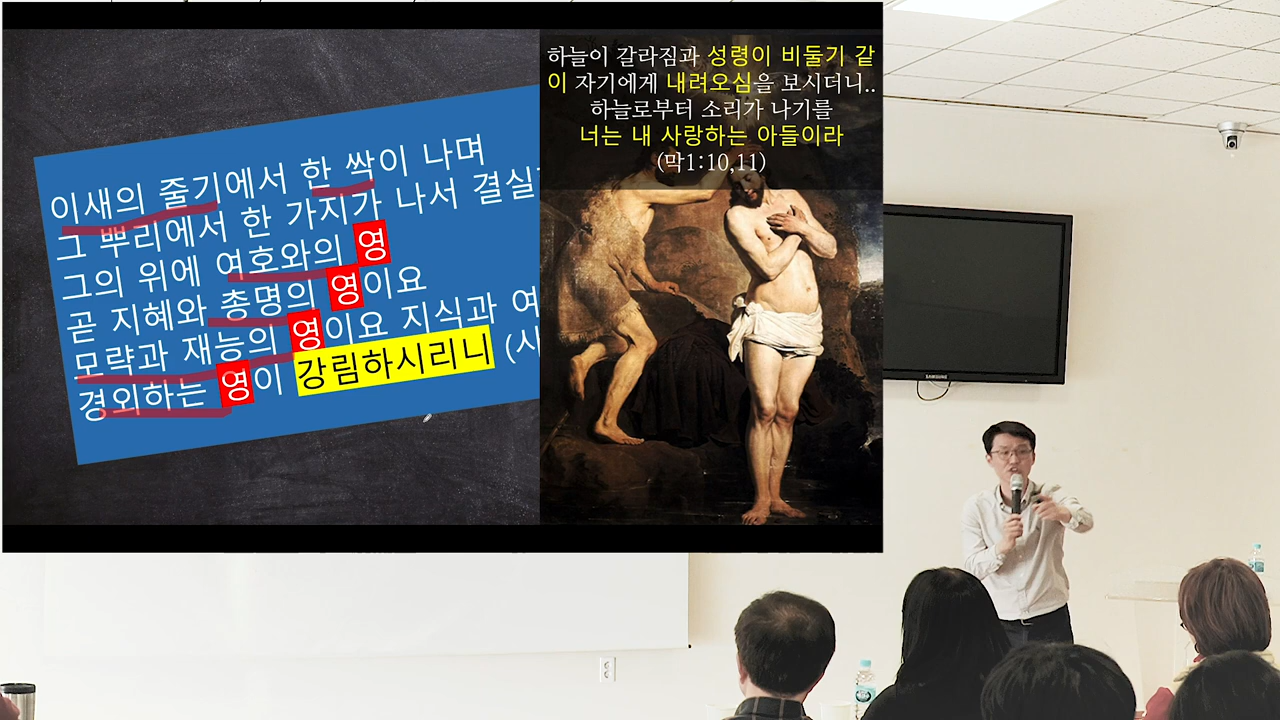 이새의 줄기에서 한 싹이 나며
그 뿌리에서 한 가지가 나서 결실
그의 위에 여호와의 영
곧 지혜와 총명의 영이요
모략과 재능의 영이요 지식과 여
경외하는 영이 강림하시리니 (사
하늘이 갈라짐과 성령이 비둘기 같
이 자기에게 내려오심을 보시더니..
하늘로부터 소리가 나기를
너는 내 사랑하는 아들이라
(막1:10,11)
SAMSUNG